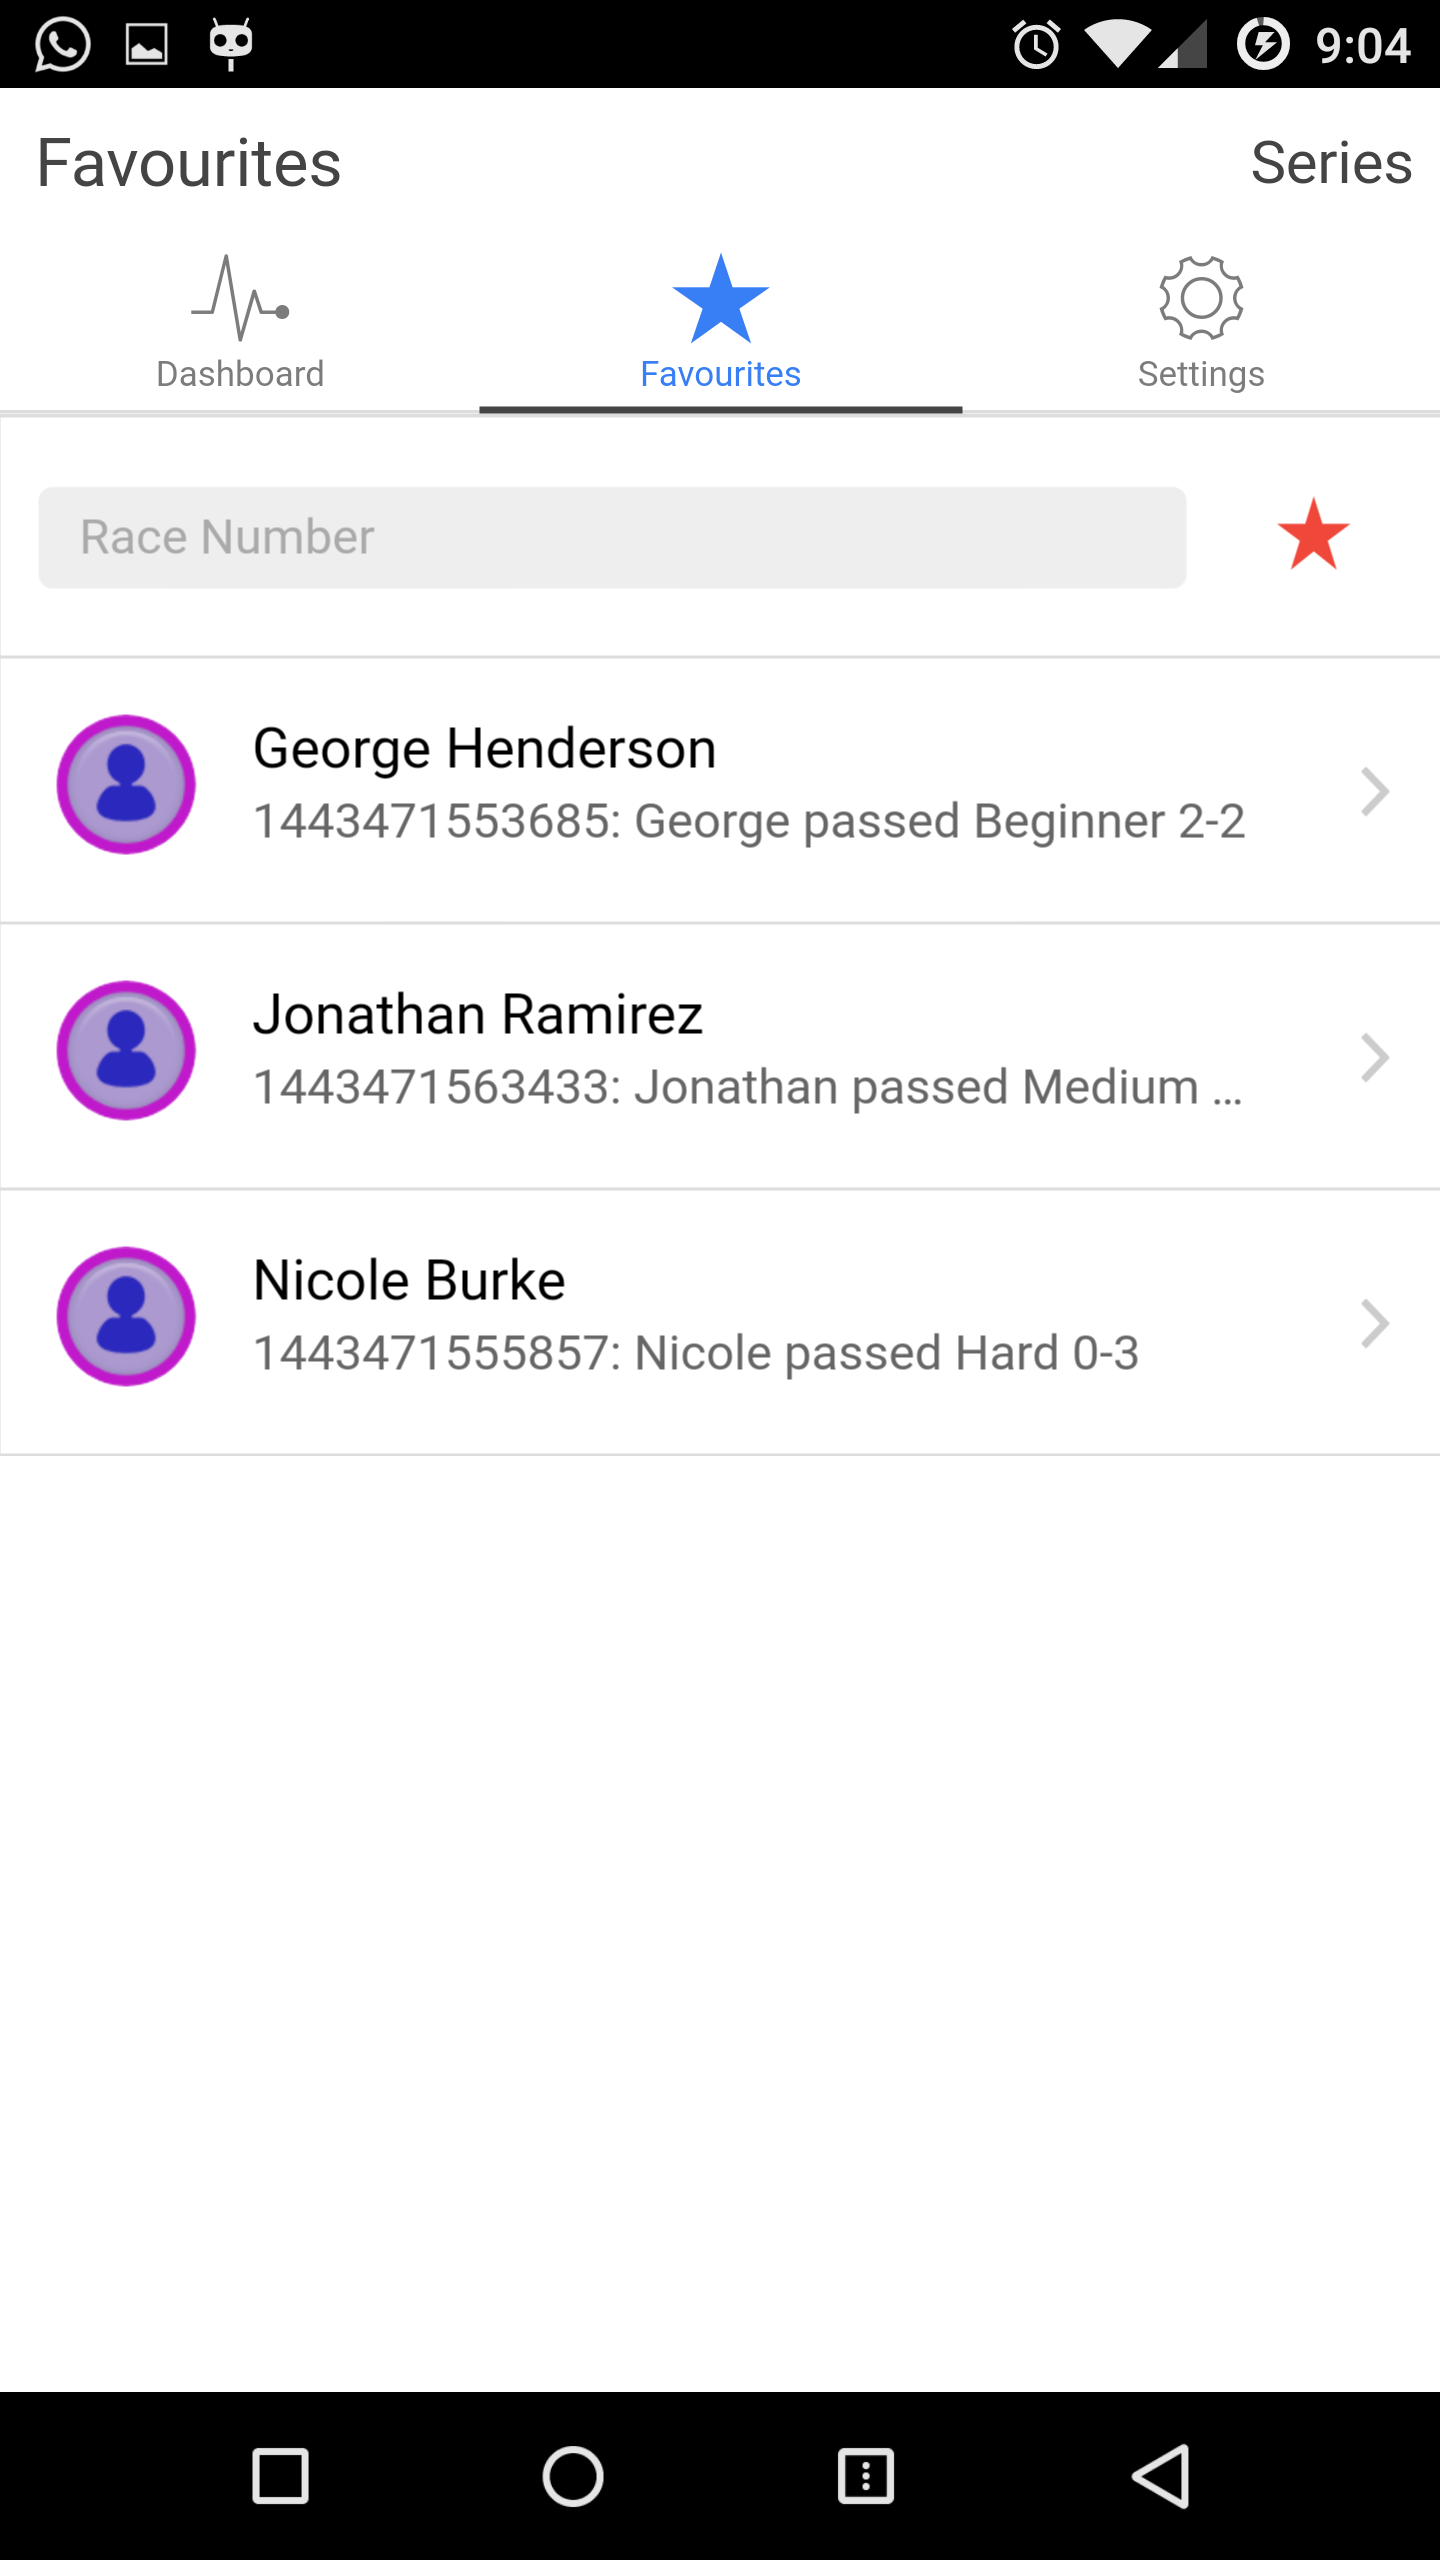 9:04
Favourites
Series
Dashboard
Favourites
Settings
Race Number
George Henderson
1443471553685: George passed Beginner 2-2
Jonathan Ramirez
1443471563433: Jonathan passed Medium ...
Nicole Burke
1443471555857: Nicole passed Hard 0-3